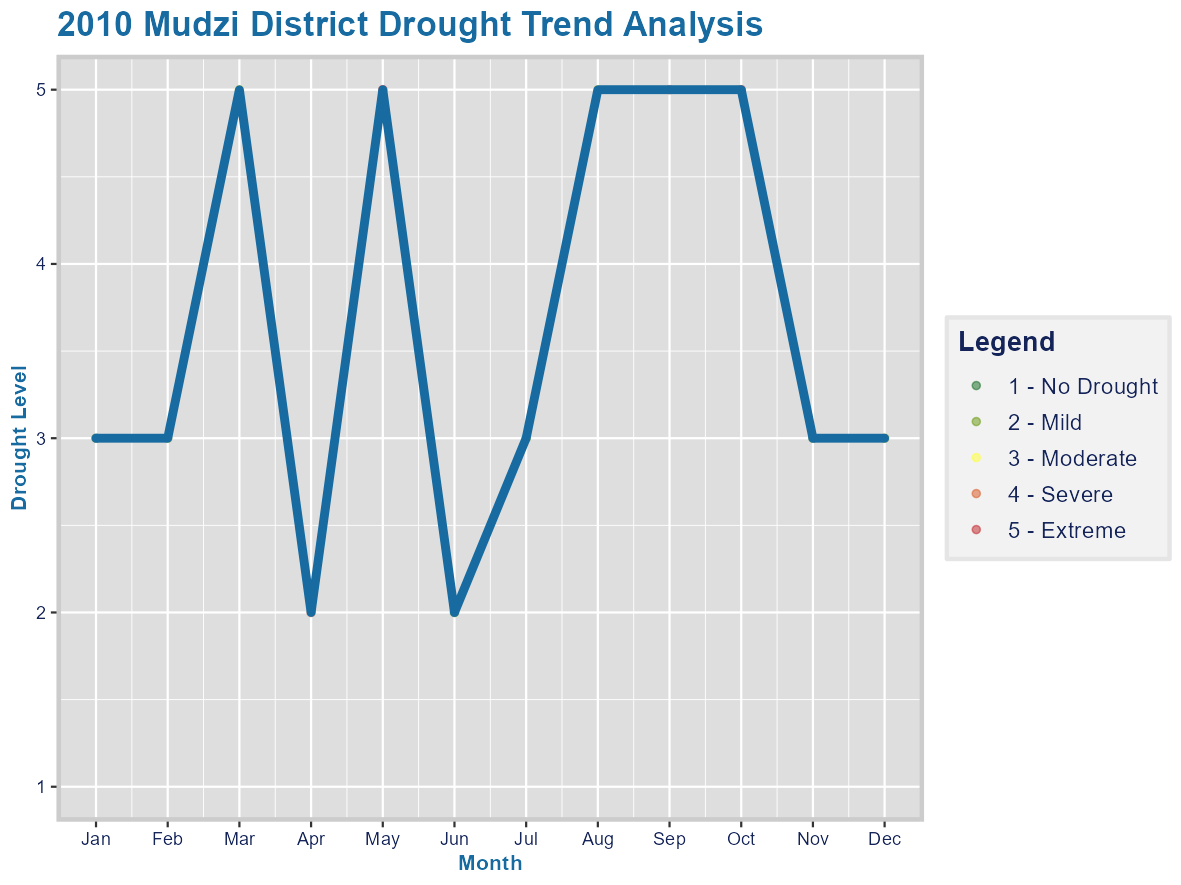 2010 Mudzi District Drought Trend Analysis
5
4
3
2
1
Drought Level
Jan Feb Mar Apr May Jun Jul Aug Sep Oct Nov Dec
Month
Legend
1 - No Drought
2 - Mild
3 - Moderate
4 - Severe
5 - Extreme